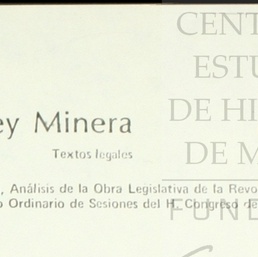 CENT
ESTU
DE HI
ey Minera
DE M
Textos legales
, Análisis de la Obra Legislativa de la Revo
o Ordinario de Sesiones del H. Congreso de
FUND